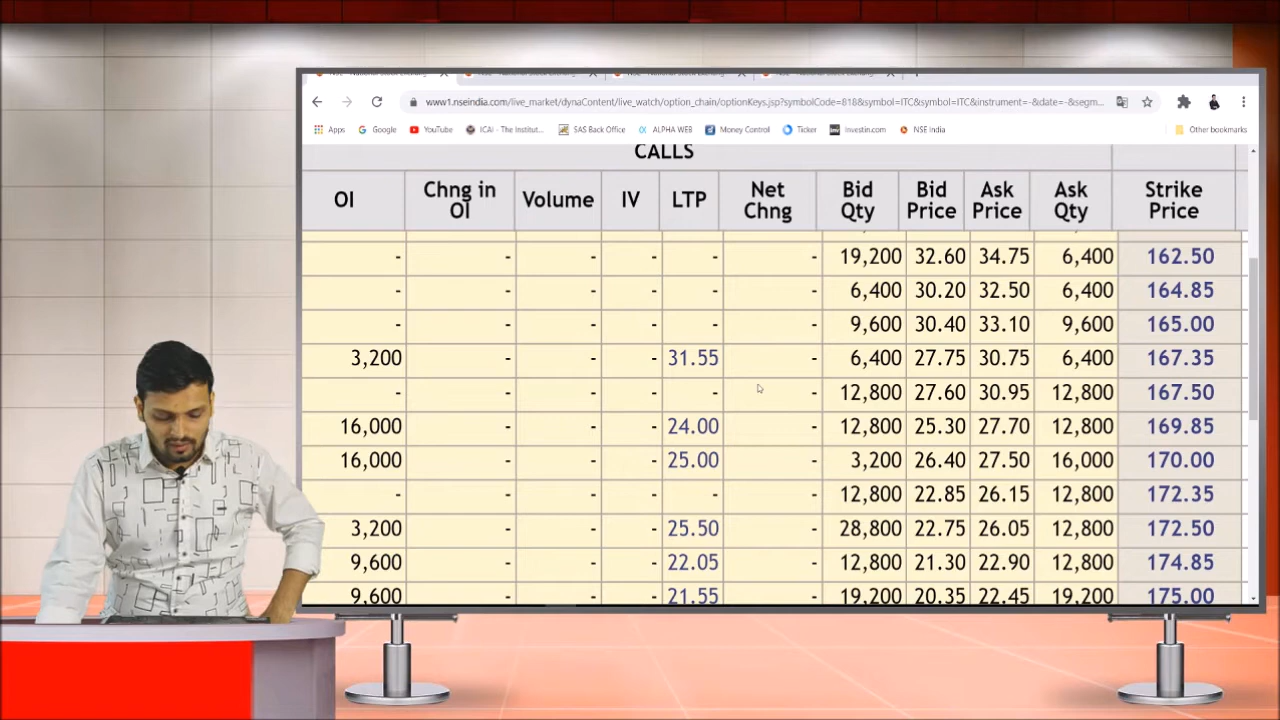 www1.nseindia.com/live_market/dynaContent/live_watch/option_chain/optionKeys.jsp?symbolCode=818&symbol=ITC&symbol=ITC&instrument=-&date=-&segm...
Apps Google YouTube ICAI - The Institut... SAS Back Office ALPHA WEB Money Control Ticker Investin.com NSE India Other bookmarks
CALLS
OI Chng in OI Volume IV LTP Net Chng Bid Qty Bid Price Ask Price Ask Qty Strike Price
- - - - - - 19,200 32.60 34.75 6,400 162.50
- - - - - - 6,400 30.20 32.50 6,400 164.85
- - - - - - 9,600 30.40 33.10 9,600 165.00
3,200 - - - 31.55 - 6,400 27.75 30.75 6,400 167.35
- - - - - - 12,800 27.60 30.95 12,800 167.50
16,000 - - - 24.00 - 12,800 25.30 27.70 12,800 169.85
16,000 - - - 25.00 - 3,200 26.40 27.50 16,000 170.00
- - - - - - 12,800 22.85 26.15 12,800 172.35
3,200 - - - 25.50 - 28,800 22.75 26.05 12,800 172.50
9,600 - - - 22.05 - 12,800 21.30 22.90 12,800 174.85
9,600 - - - 21.55 - 19,200 20.35 22.45 19,200 175.00